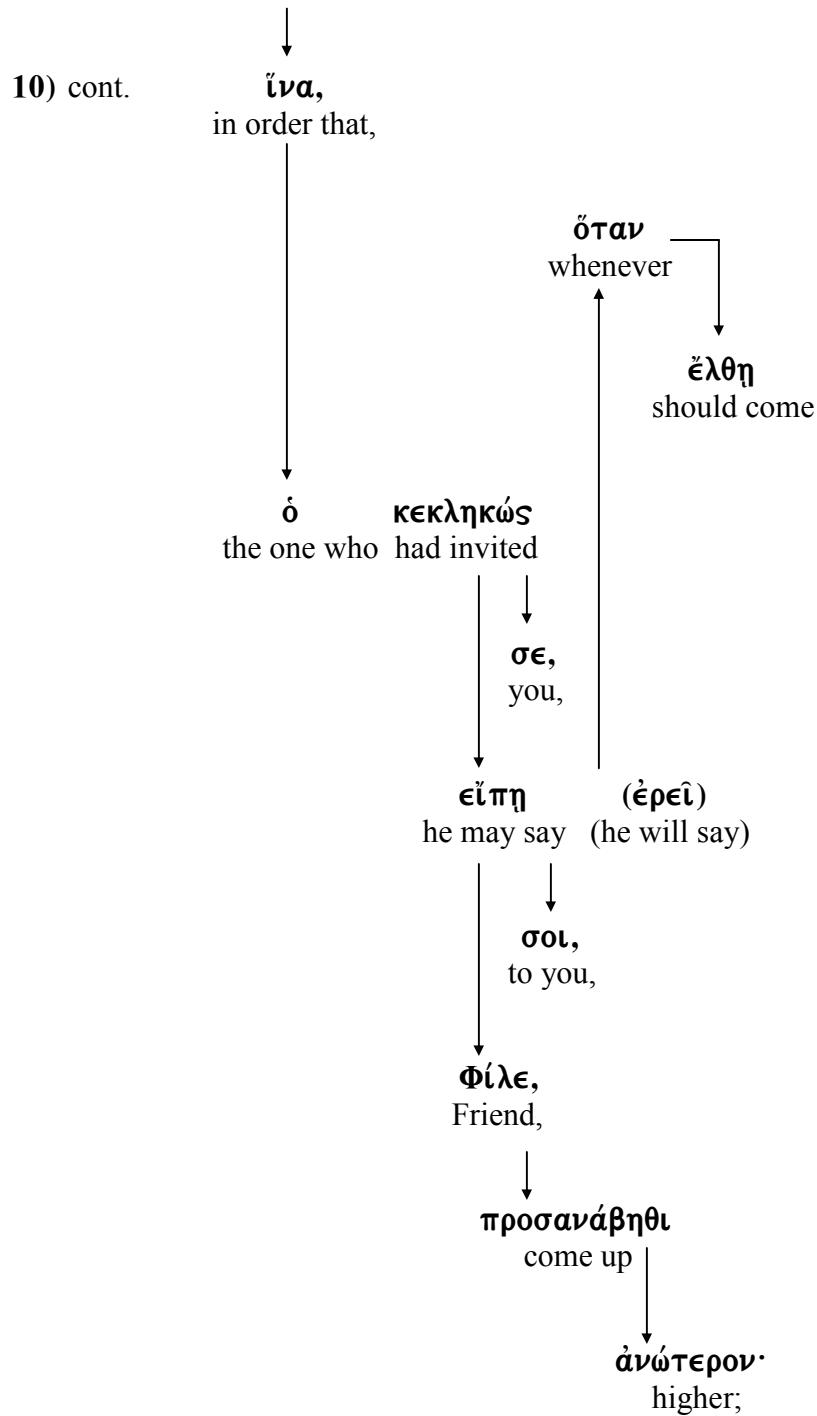 10) cont. ἵνα,
in order that,
ὅταν
whenever
ἔλθῃ
should come
ὁ κεκληκώς
the one who had invited
σε,
you,
εἴπῃ (ἐρεῖ)
he may say (he will say)
σοι,
to you,
Φίλε,
Friend,
προσανάβηθι
come up
ἀνώτερον·
higher;